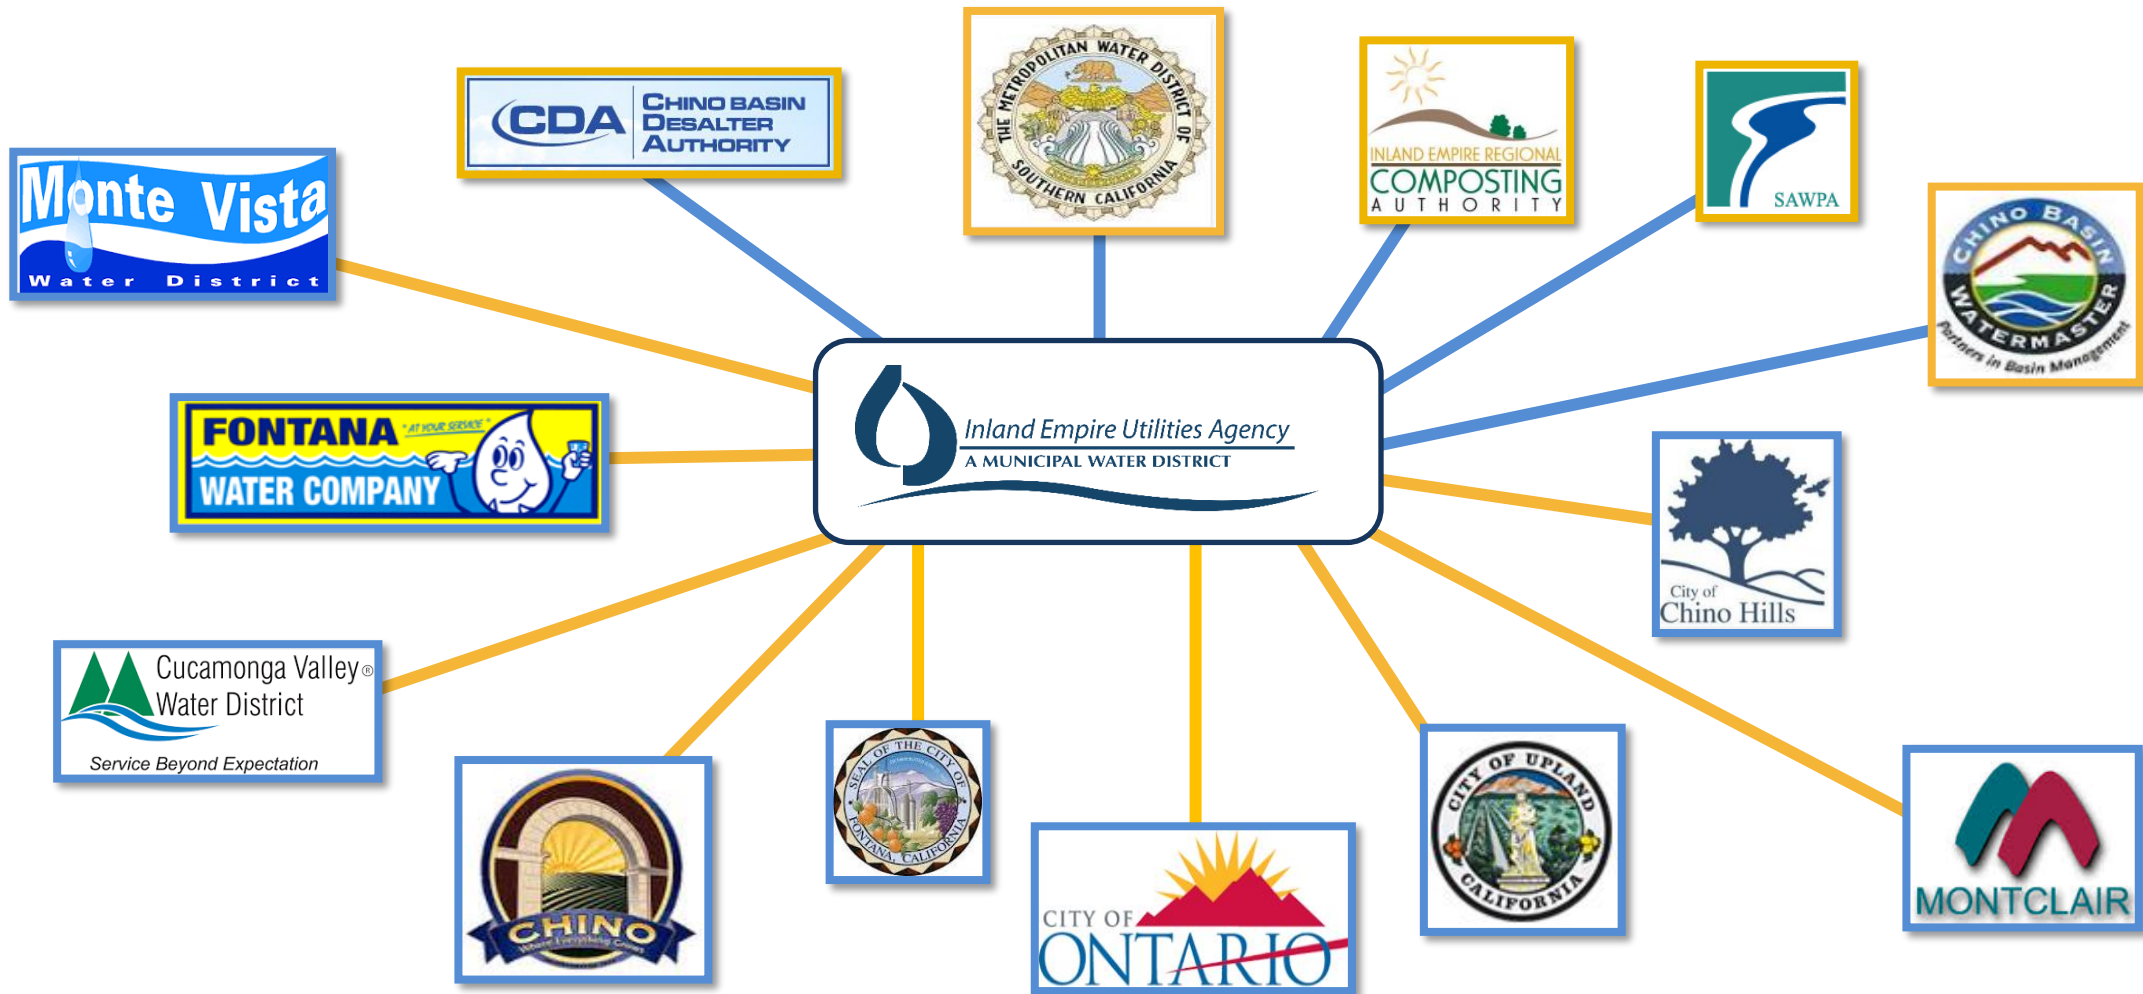 THE METROPOLITAN WATER DISTRICT OF
SOUTHERN CALIFORNIA
CDA
CHINO BASIN
DESALTER
AUTHORITY
INLAND EMPIRE REGIONAL
COMPOSTING
AUTHORITY
SAWPA
Monte Vista
Water District
CHINO BASIN
WATERMASTER
Partners in Basin Management
FONTANA "AT YOUR SERVICE"
WATER COMPANY
Inland Empire Utilities Agency
A MUNICIPAL WATER DISTRICT
City of
Chino Hills
Cucamonga Valley®
Water District
Service Beyond Expectation
CHINO
Where Everything Grows
SEAL OF THE CITY OF
FONTANA, CALIFORNIA
CITY OF
ONTARIO
CITY OF UPLAND
CALIFORNIA
MONTCLAIR